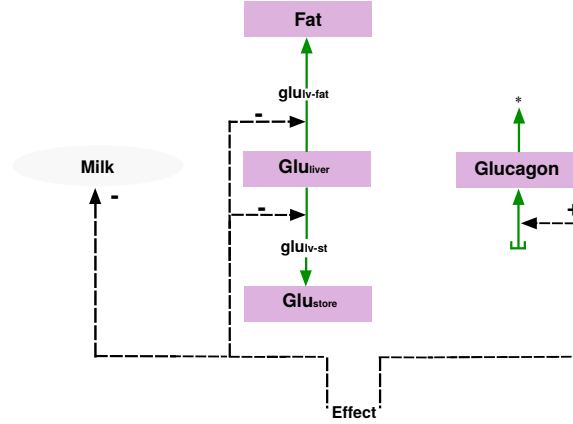 Fat
glulv-fat
*
-
Milk
Gluliver
Glucagon
-
-
+
glulv-st
Glustore
Effect